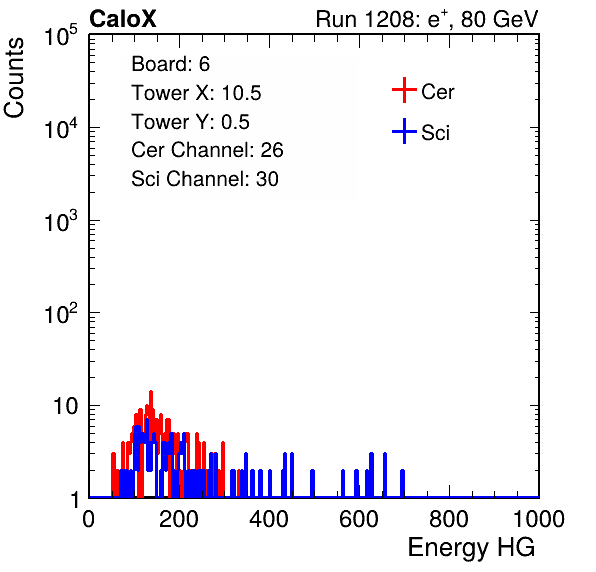 CaloX Run 1208: e⁺, 80 GeV
Counts
10⁵
10⁴
10³
10²
10
1
Board: 6
Tower X: 10.5
Tower Y: 0.5
Cer Channel: 26
Sci Channel: 30
Cer
Sci
0 200 400 600 800 1000
Energy HG